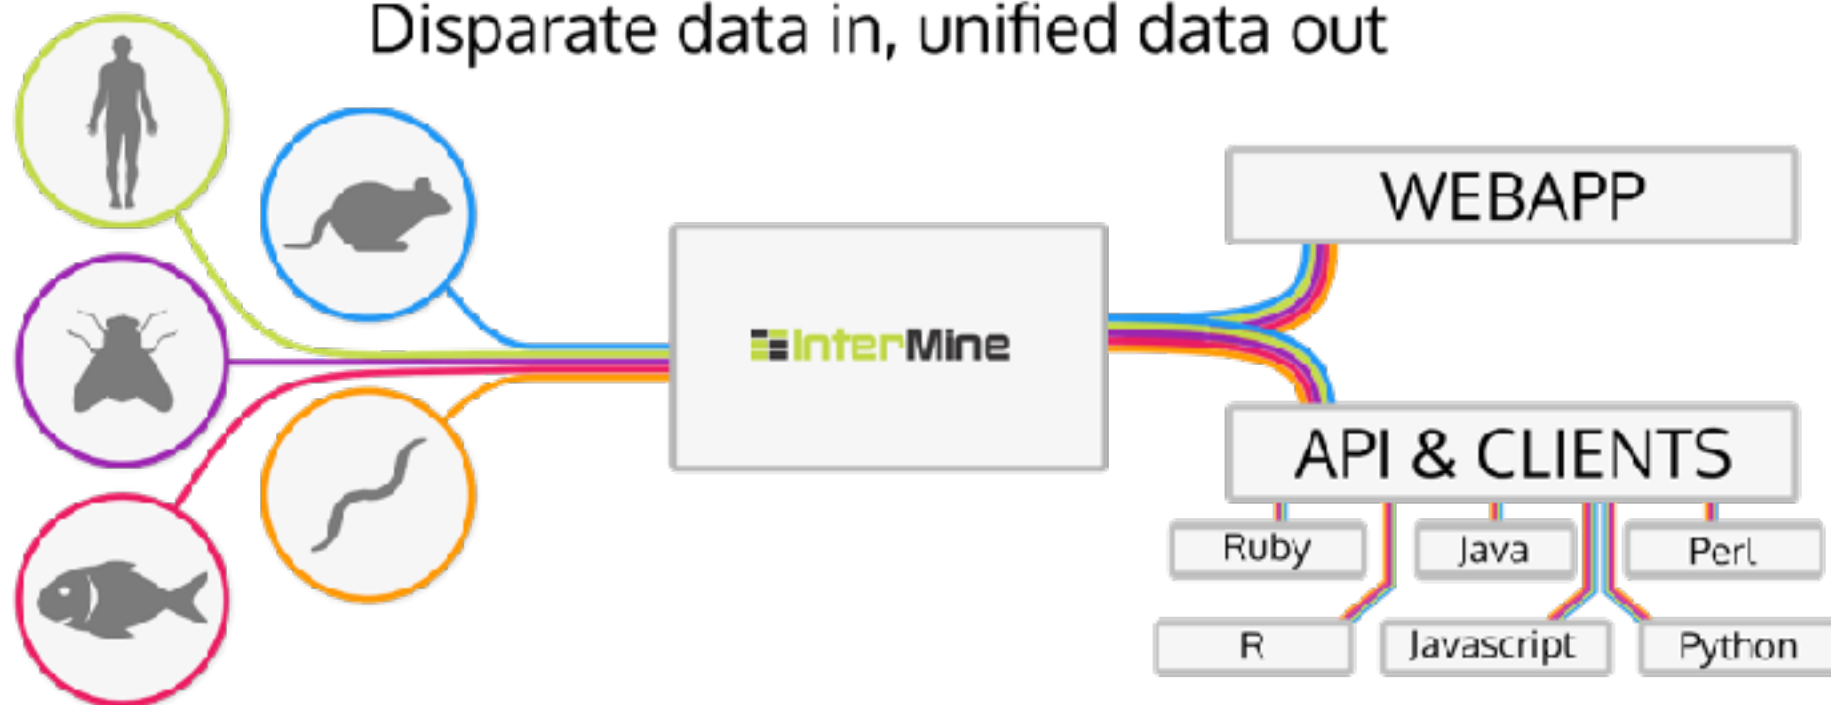 Disparate data in, unified data out
WEBAPP
InterMine
API & CLIENTS
Ruby
Java
Perl
R
Javascript
Python